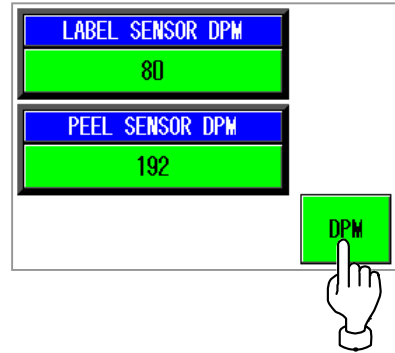 LABEL SENSOR DPM
80
PEEL SENSOR DPM
192
DPM